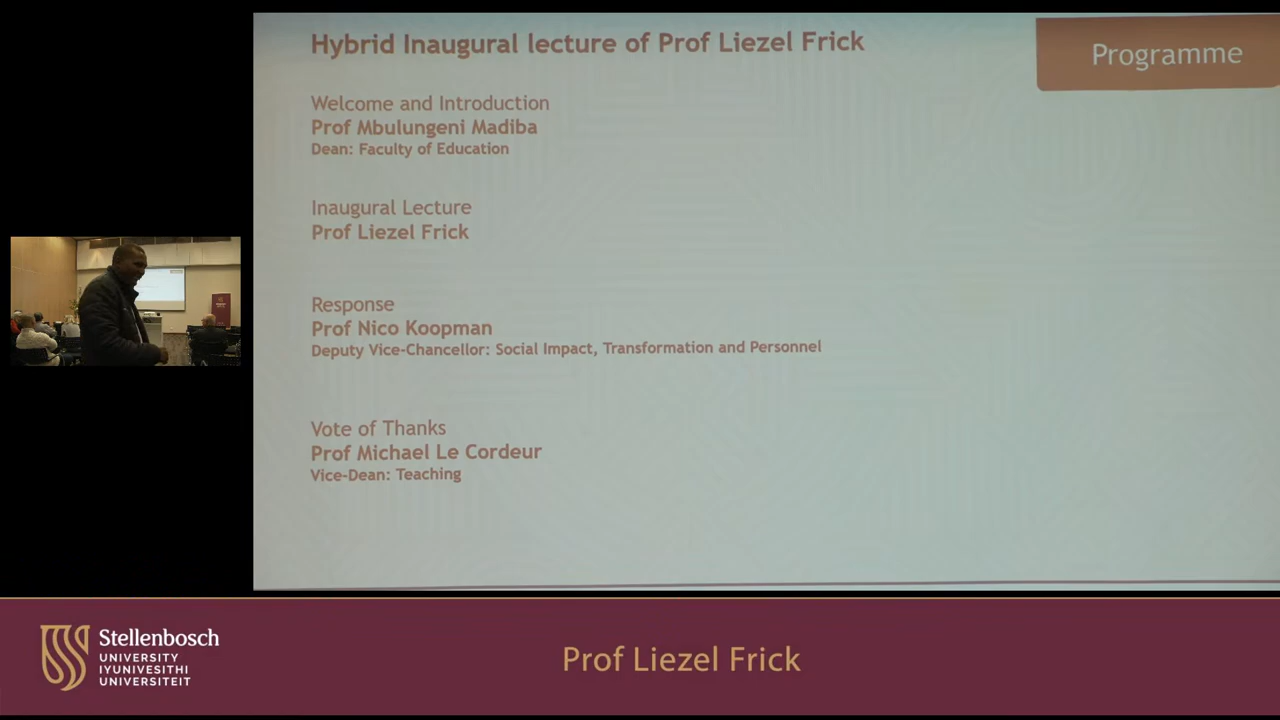 Hybrid Inaugural lecture of Prof Liezel Frick
Programme
Welcome and Introduction
Prof Mbulungeni Madiba
Dean: Faculty of Education
Inaugural Lecture
Prof Liezel Frick
Response
Prof Nico Koopman
Deputy Vice-Chancellor: Social Impact, Transformation and Personnel
Vote of Thanks
Prof Michael Le Cordeur
Vice-Dean: Teaching
Stellenbosch
UNIVERSITY
IYUNIVESITHI
UNIVERSITEIT
Prof Liezel Frick